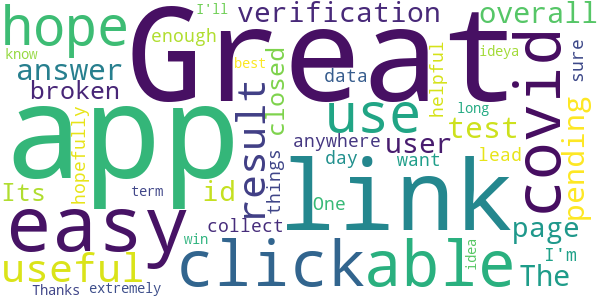 hope
Great
I'll
verification
overall
know
enough
best
answer
broken
closed
data
use
helpful
ideya
sure
app
result
covid
hopefully
things
anywhere
user
long
test
pending
day
want
lead
Its
id
link
One
easy
term
collect
page
useful
win
clickable
idea
I'm
The
Thanks
extremely